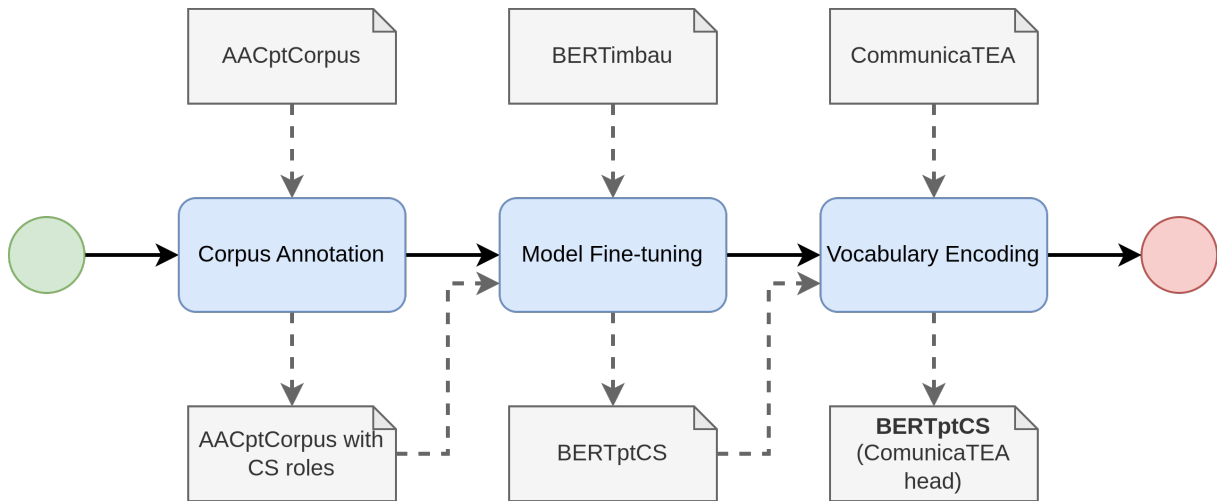 AACptCorpus
BERTimbau
CommunicaTEA
Corpus Annotation
Model Fine-tuning
Vocabulary Encoding
AACptCorpus with
CS roles
BERTptCS
BERTptCS
(ComunicaTEA
head)